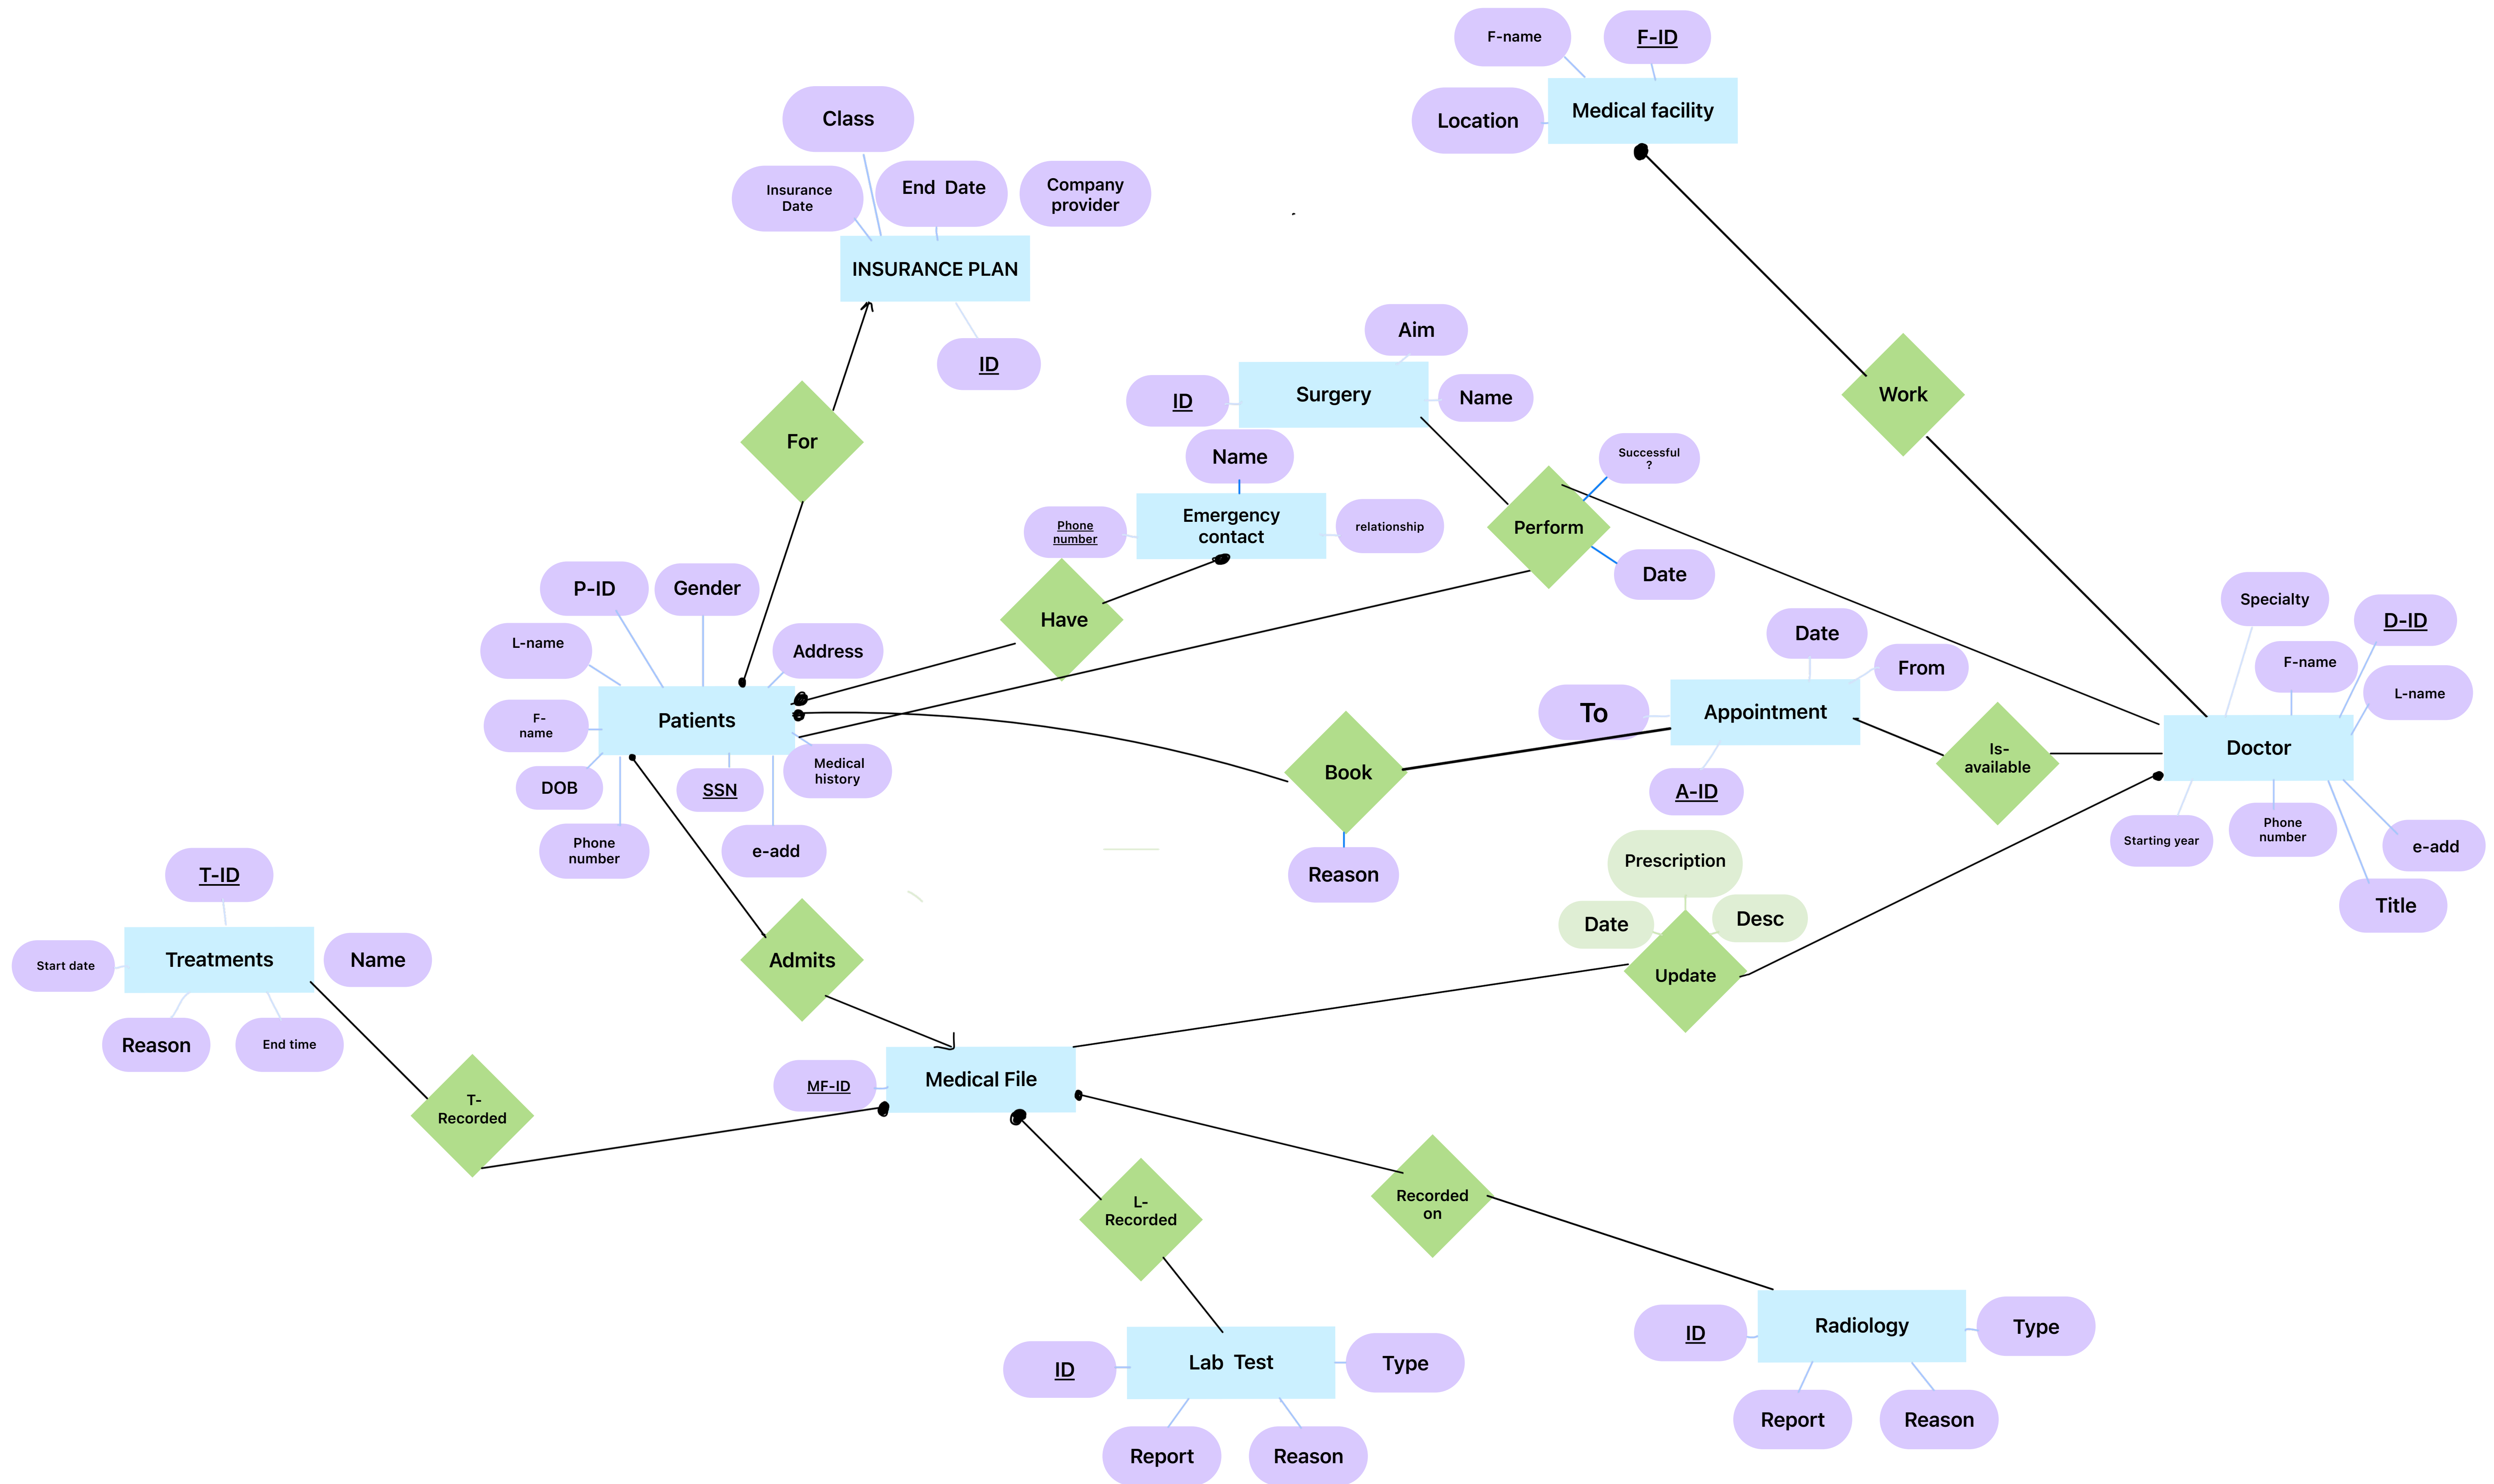 F-name
F-ID
Location
Medical facility
Class
Insurance
Date
End Date
Company
provider
INSURANCE PLAN
ID
For
Aim
Surgery
ID
Name
Work
Name
Successful
?
Phone
number
Emergency
contact
relationship
Perform
Date
P-ID
Gender
L-name
Address
Have
F-
name
Patients
DOB
SSN
Medical
history
Phone
number
e-add
Date
From
To
Appointment
A-ID
Book
Reason
Is-
available
Specialty
D-ID
F-name
L-name
Doctor
Starting year
Phone
number
e-add
Title
Prescription
Date
Desc
Update
T-ID
Start date
Treatments
Name
Reason
End time
Admits
T-
Recorded
MF-ID
Medical File
L-
Recorded
Recorded
on
ID
Lab Test
Type
Report
Reason
ID
Radiology
Type
Report
Reason